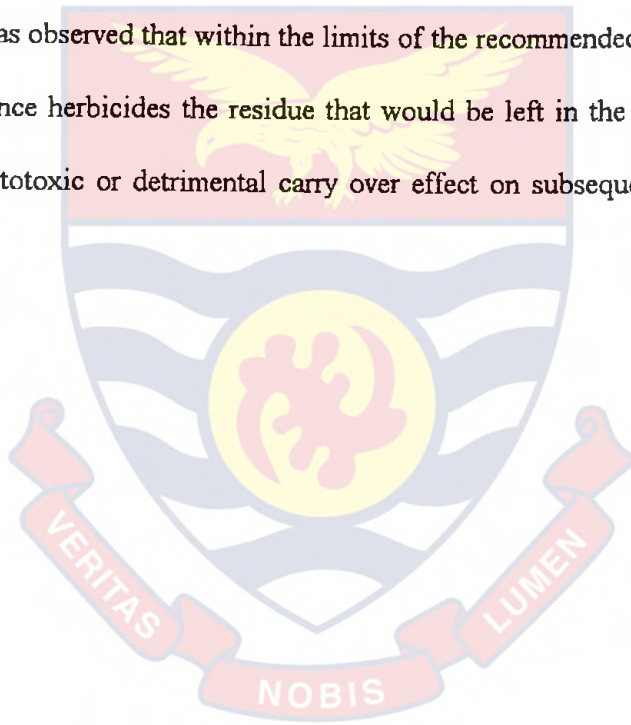 as observed that within the limits of the recommended
nce herbicides the residue that would be left in the
totoxic or detrimental carry over effect on subsequ
VERITAS
NOBIS
LUMEN